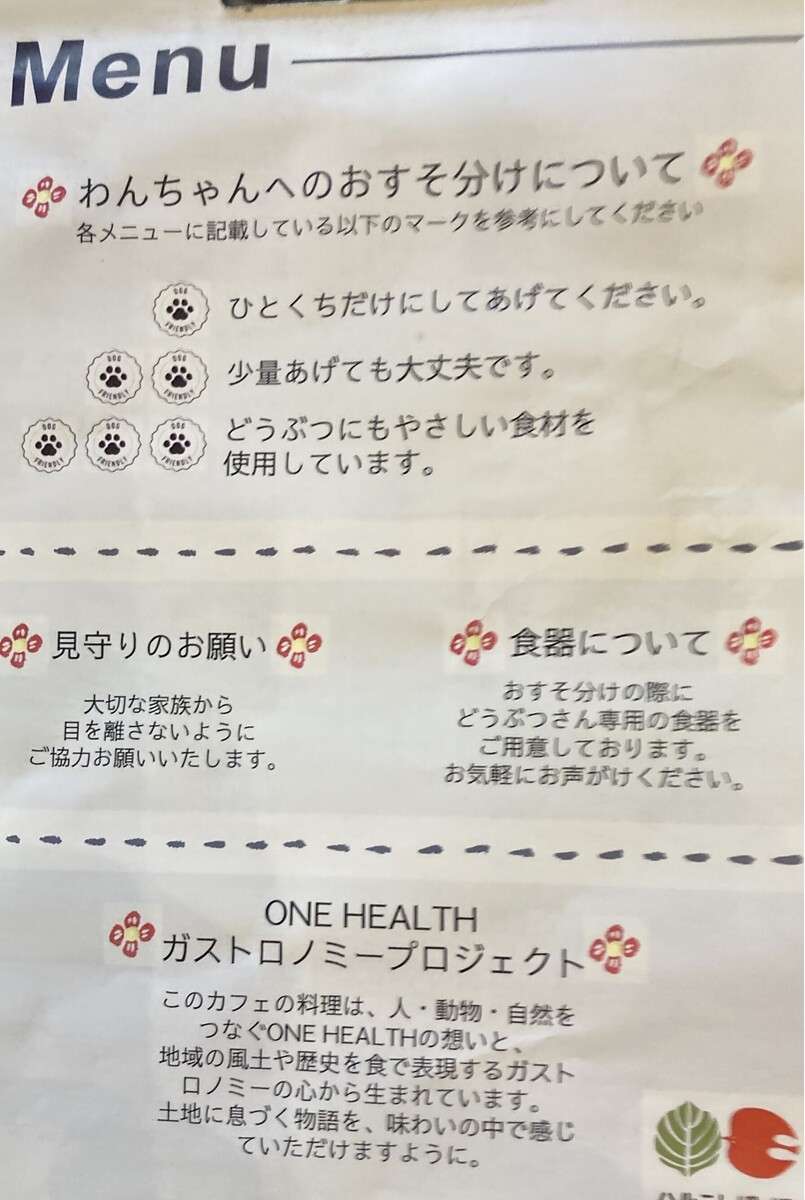 Menu
わんちゃんへのおすそ分けについて
各メニューに記載している以下のマークを参考にしてください
DOG FRIENDLY
ひとくちだけにしてあげてください。
DOG FRIENDLY DOG FRIENDLY
少量あげても大丈夫です。
DOG FRIENDLY DOG FRIENDLY DOG FRIENDLY
どうぶつにもやさしい食材を
使用しています。
見守りのお願い
大切な家族から
目を離さないように
ご協力お願いいたします。
食器について
おすそ分けの際に
どうぶつさん専用の食器を
ご用意しております。
お気軽にお声がけください。
ONE HEALTH
ガストロノミープロジェクト
このカフェの料理は、人・動物・自然を
つなぐONE HEALTHの想いと、
地域の風土や歴史を食で表現するガスト
ロノミーの心から生まれています。
土地に息づく物語を、味わいの中で感じ
ていただけますように。